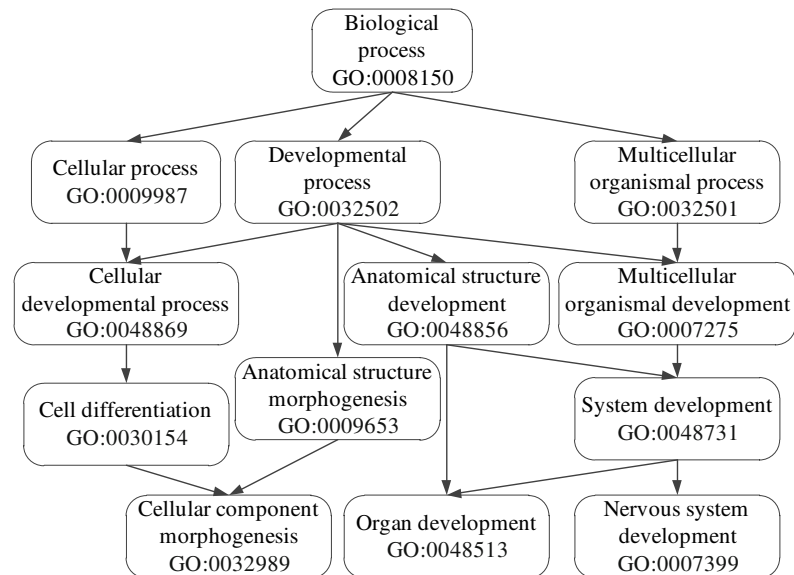 Biological
process
GO:0008150
Cellular process
GO:0009987
Developmental
process
GO:0032502
Multicellular
organismal process
GO:0032501
Cellular
developmental process
GO:0048869
Anatomical structure
development
GO:0048856
Multicellular
organismal development
GO:0007275
Cell differentiation
GO:0030154
Anatomical structure
morphogenesis
GO:0009653
System development
GO:0048731
Cellular component
morphogenesis
GO:0032989
Organ development
GO:0048513
Nervous system
development
GO:0007399